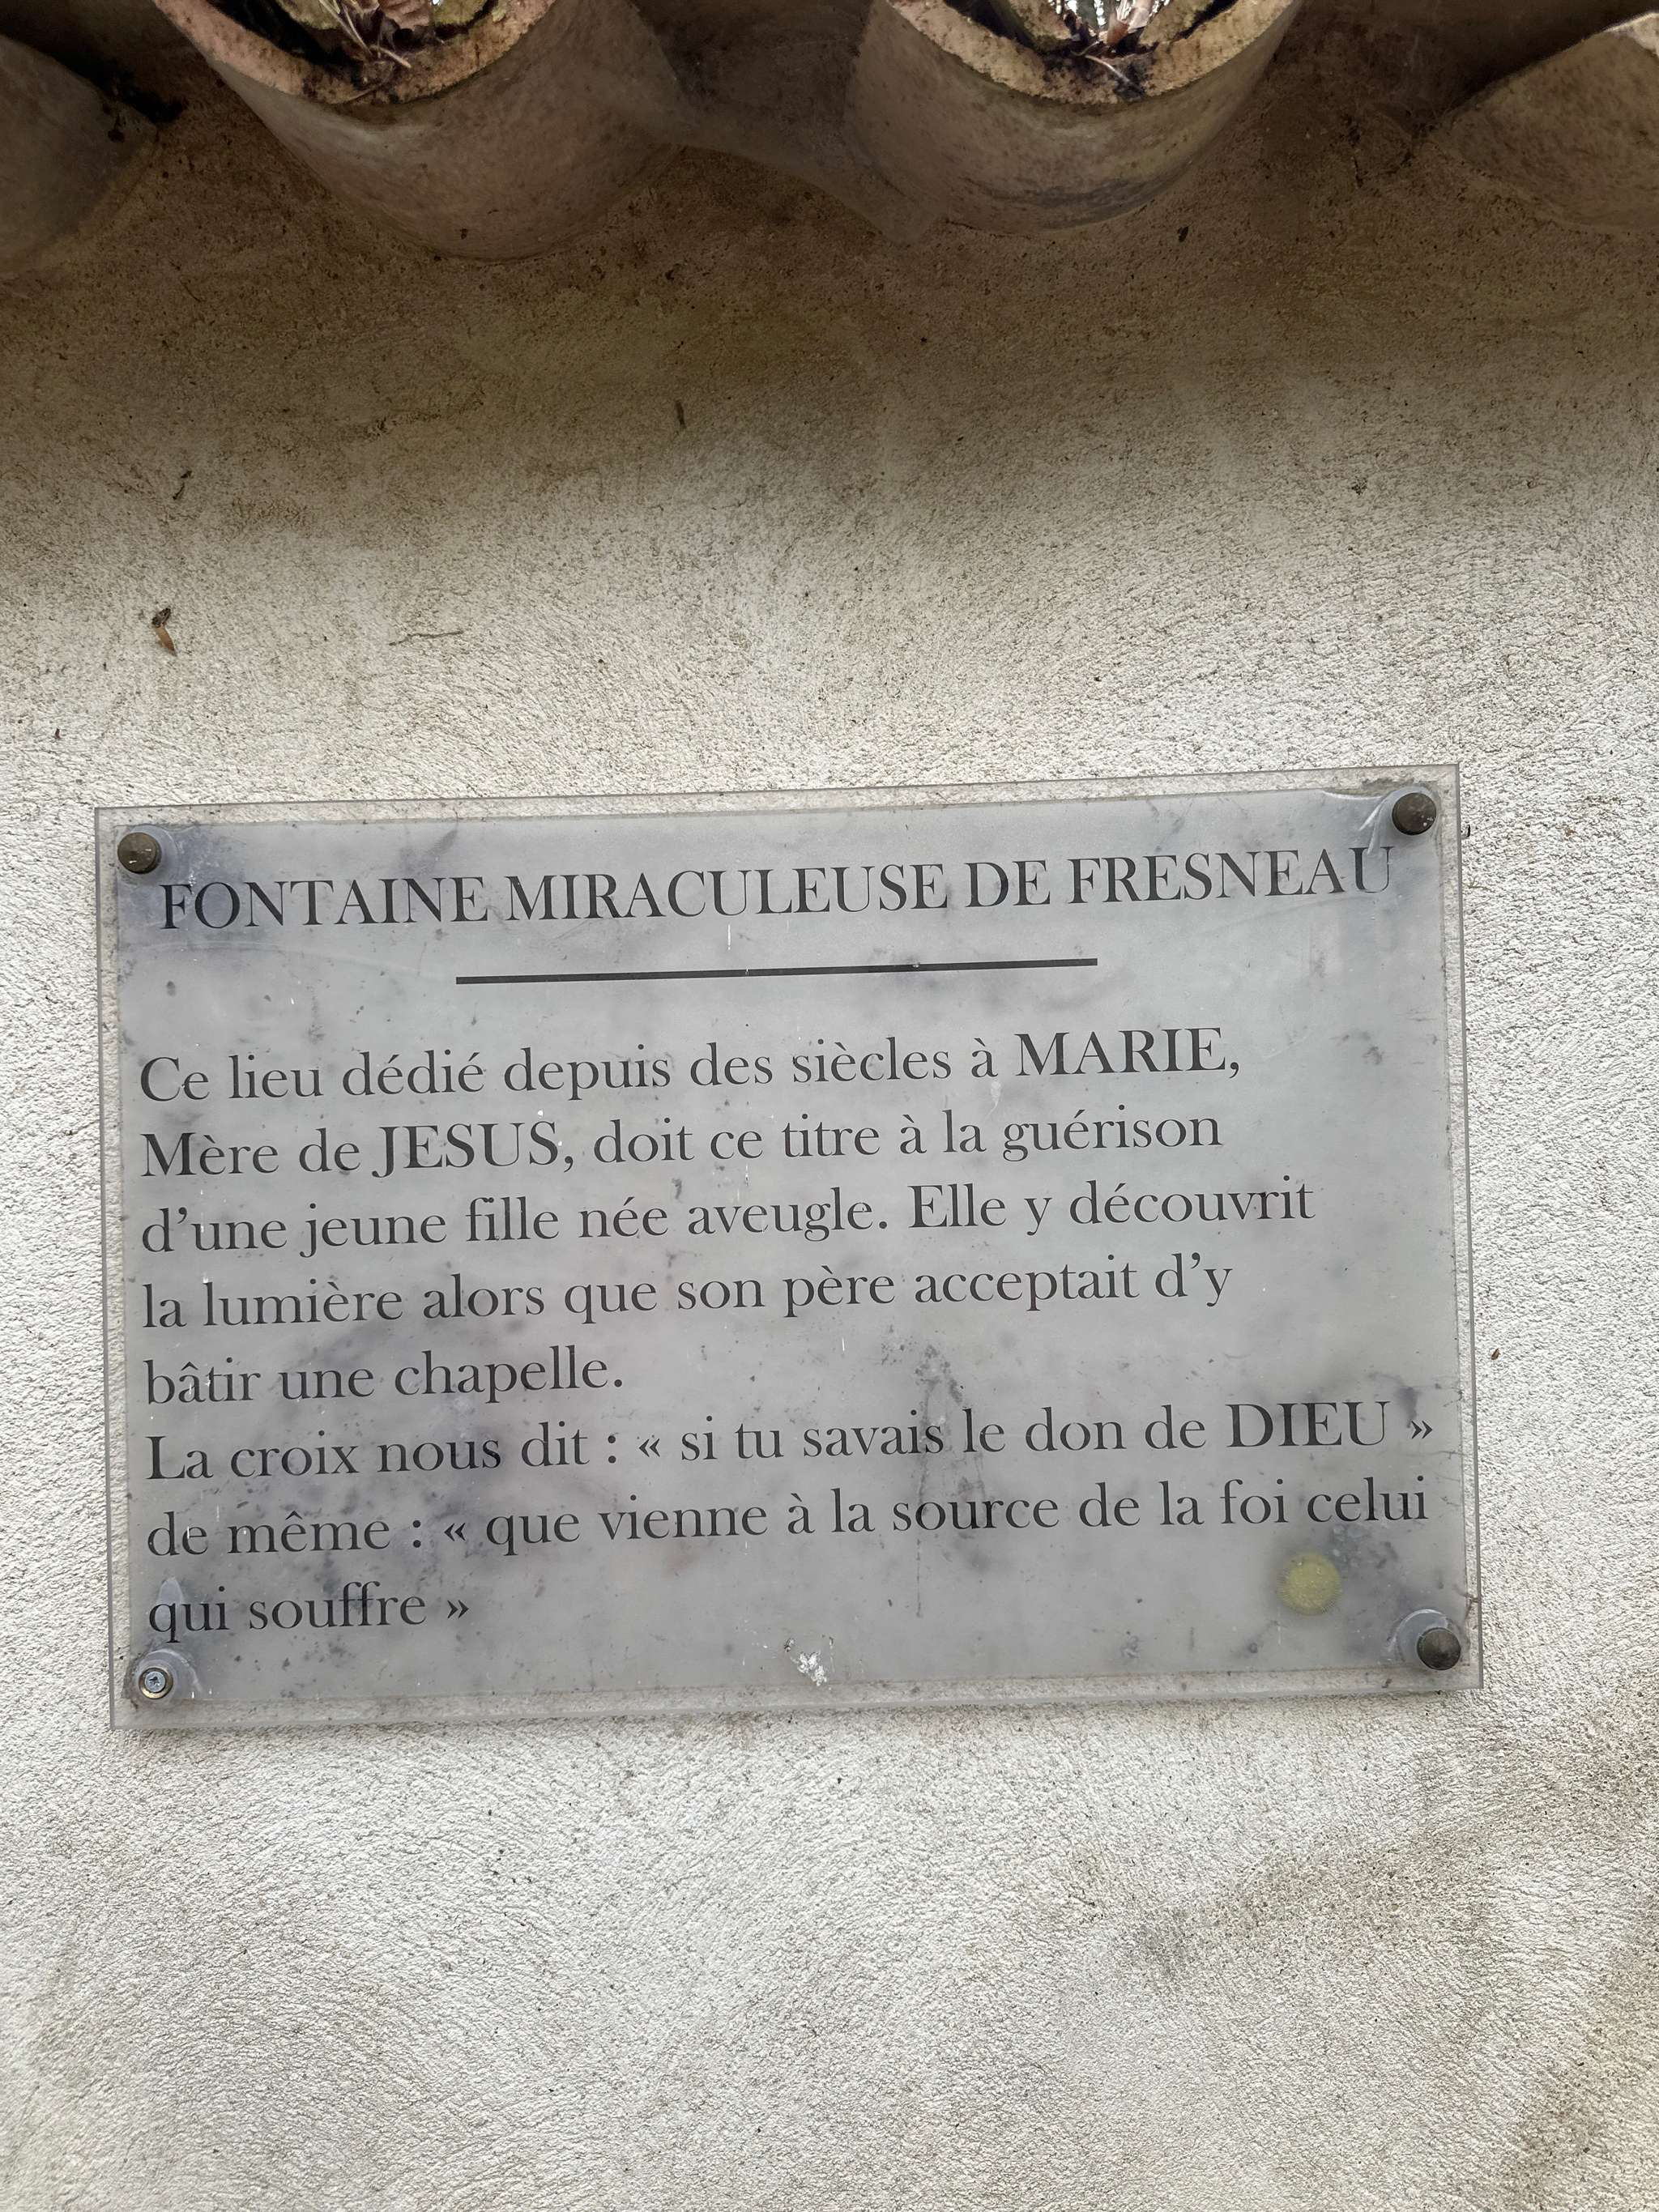 FONTAINE MIRACULEUSE DE FRESNEAU
Ce lieu dédié depuis des siècles à MARIE,
Mère de JESUS, doit ce titre à la guérison
d’une jeune fille née aveugle. Elle y découvrit
la lumière alors que son père acceptait d’y
bâtir une chapelle.
La croix nous dit : « si tu savais le don de DIEU »
de même : « que vienne à la source de la foi celui
qui souffre »